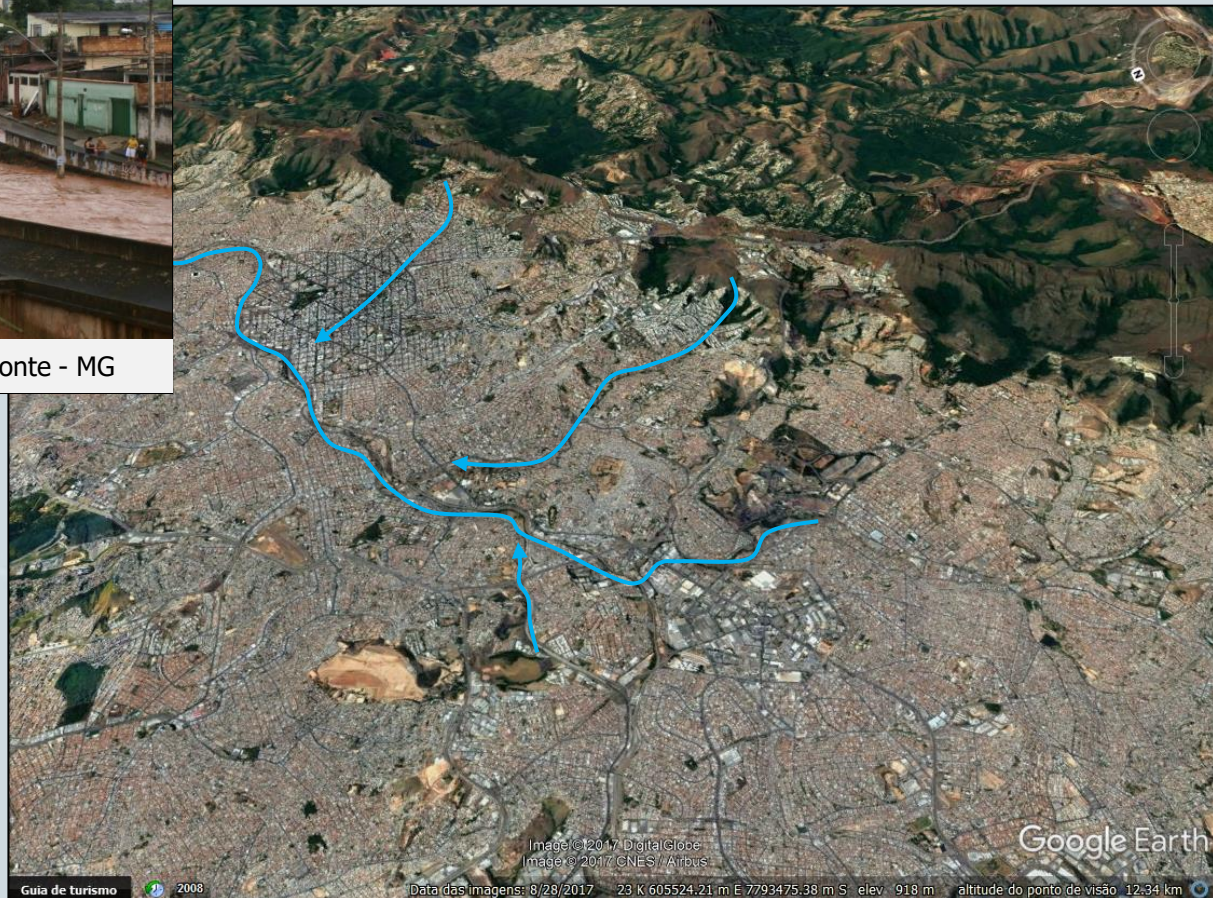 onte - MG
Image © 2017 DigitalGlobe
Image © 2017 CNES / Airbus
Google Earth
Guia de turismo
2008
Data das imagens: 8/28/2017 23 K 605524.21 m E 7793475.38 m S elev 918 m altitude do ponto de visão 12.34 km
N